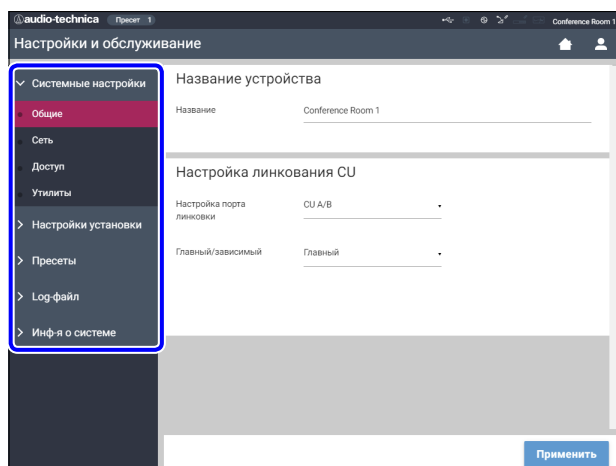 audio-technica Пресет 1 Conference Room 1
Настройки и обслуживание
Системные настройки
Общие
Сеть
Доступ
Утилиты
Настройки установки
Пресеты
Log-файл
Инф-я о системе
Название устройства
Название Conference Room 1
Настройка линкования CU
Настройка порта CU A/B
линковки
Главный/зависимый Главный
Применить